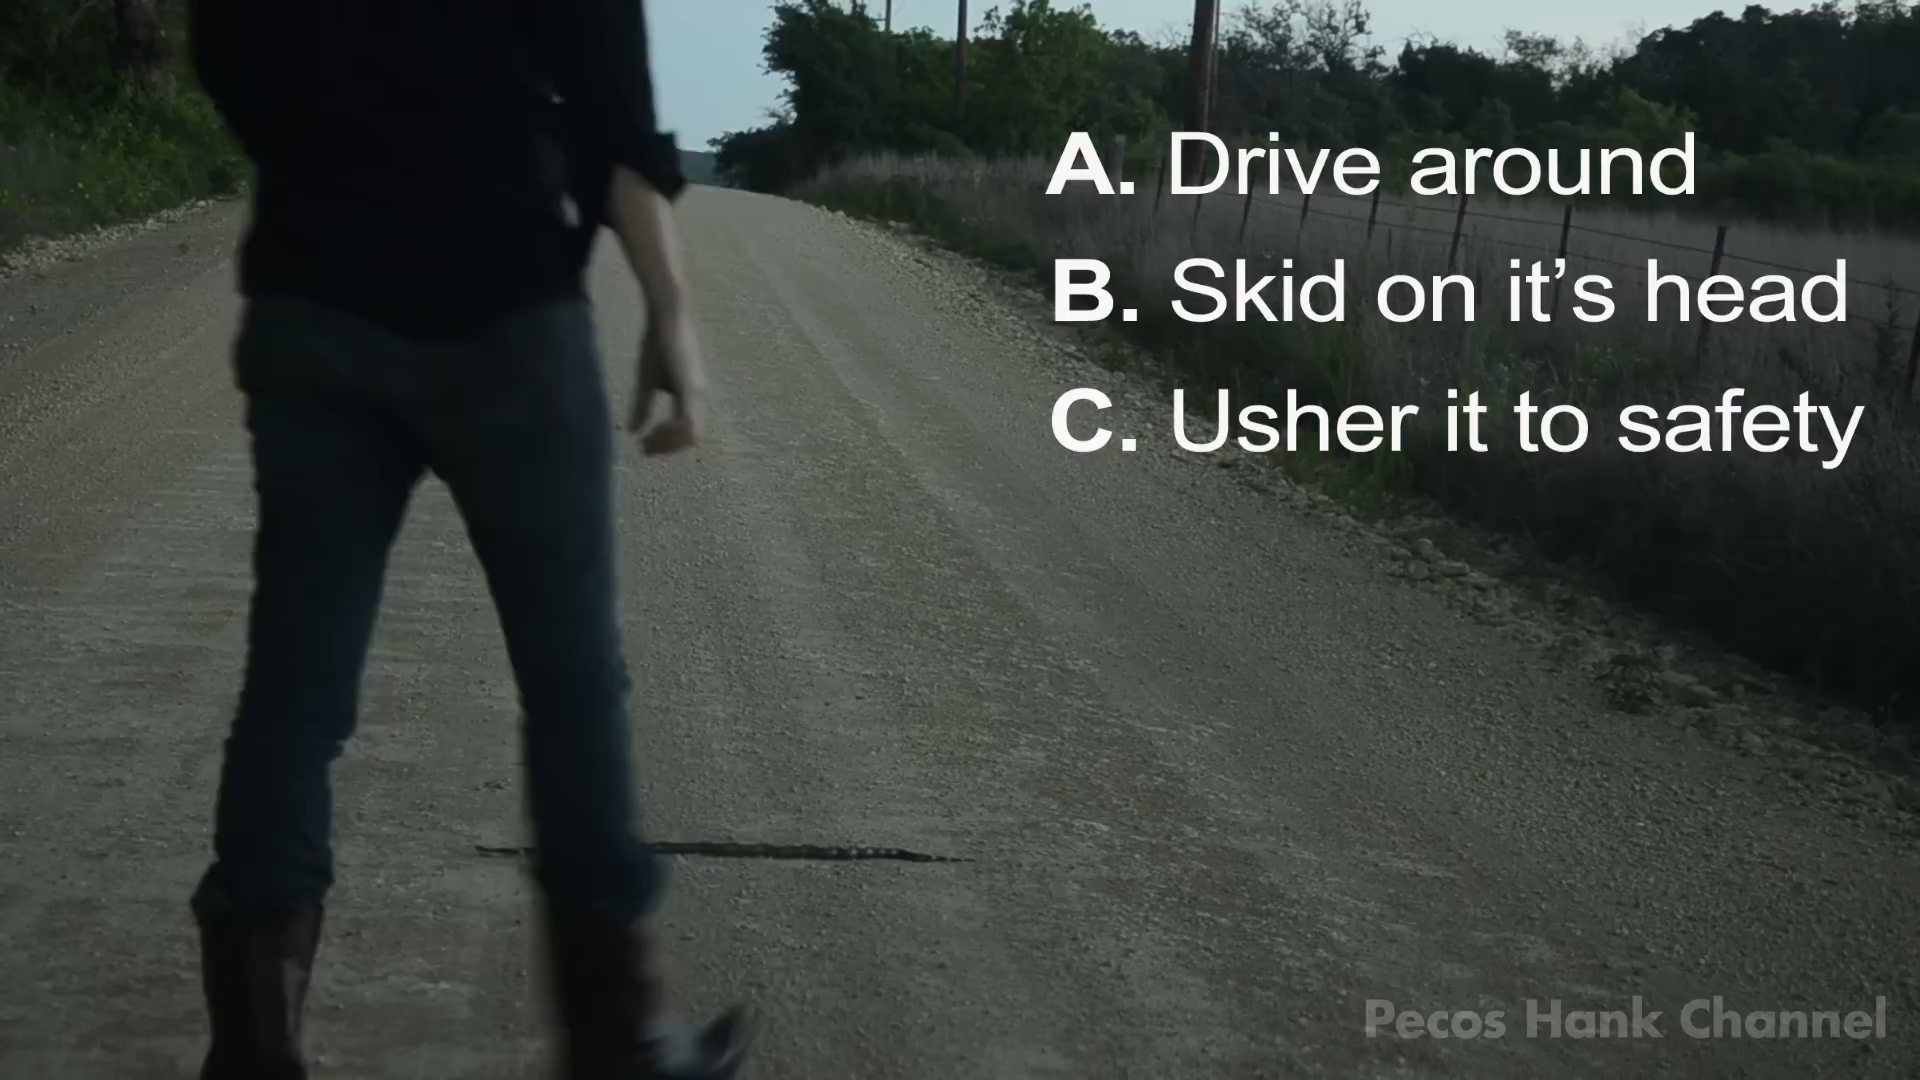 A. Drive around
B. Skid on it’s head
C. Usher it to safety
Pecos Hank Channel